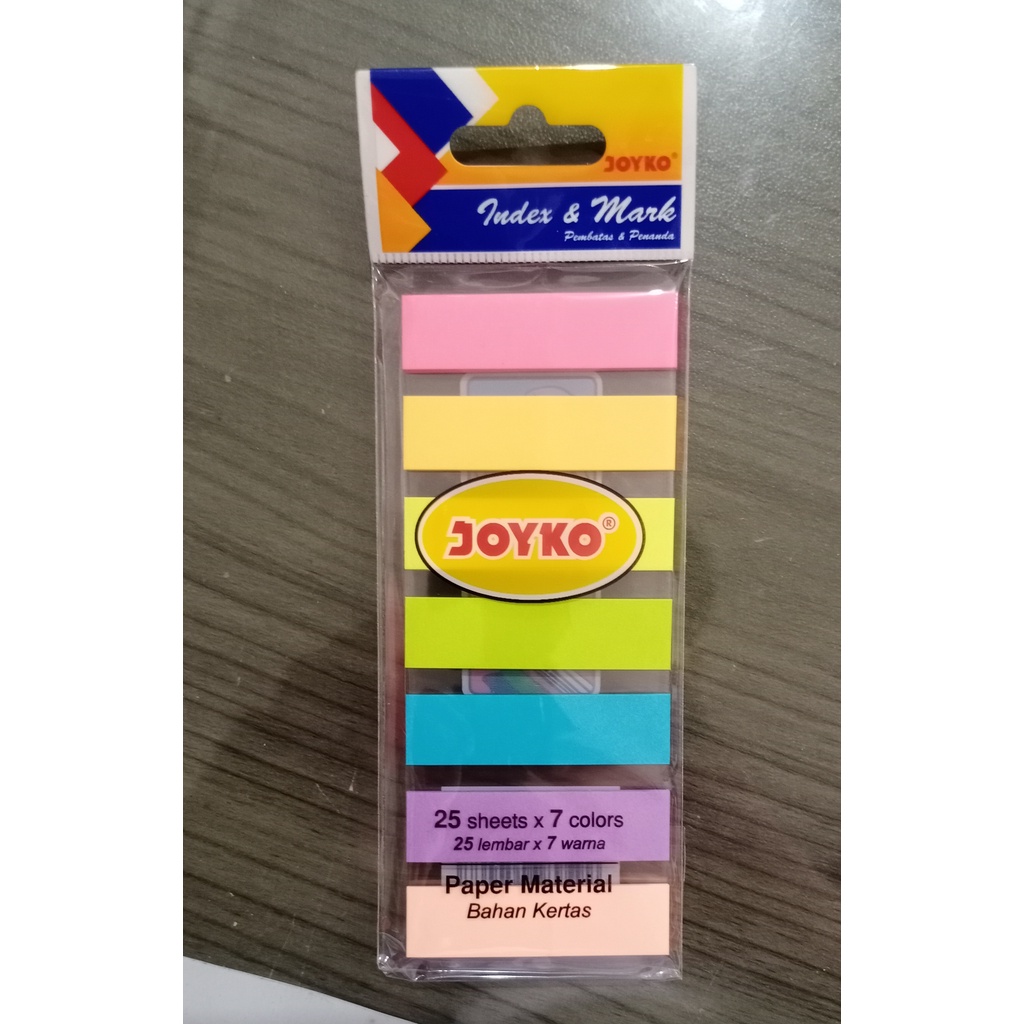 JOYKO®
Index & Mark
Pembatas & Penanda
JOYKO®
25 sheets x 7 colors
25 lembar x 7 warna
Paper Material
Bahan Kertas